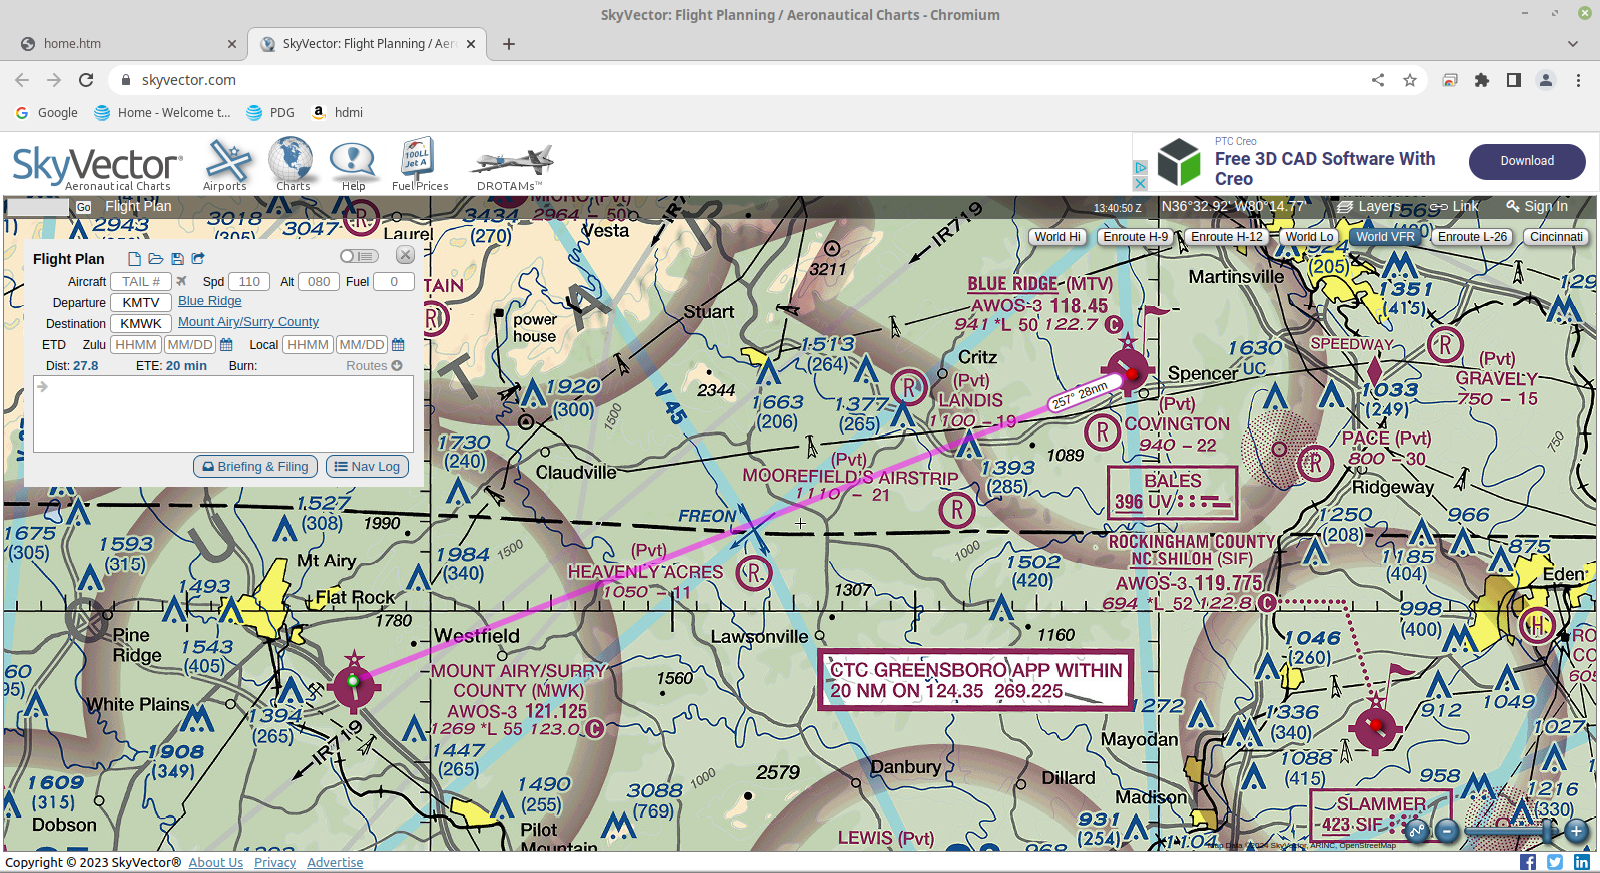 SkyVector: Flight Planning / Aeronautical Charts - Chromium
home.htm
SkyVector: Flight Planning / Aer
skyvector.com
Google
Home - Welcome t...
PDG
hdmi
SkyVector®
Aeronautical Charts
Airports
Charts
Help
100LL
Jet A
Fuel Prices
DROTAMs™
PTC Creo
Free 3D CAD Software With
Creo
Download
Go
Flight Plan
13:40:50 Z
N36°32.92' W80°14.77'
Layers
Link
Sign In
World Hi
Enroute H-9
Enroute H-12
World Lo
World VFR
Enroute L-26
Cincinnati
Flight Plan
Aircraft TAIL # Spd 110 Alt 080 Fuel 0
Departure KMTV Blue Ridge
Destination KMWK Mount Airy/Surry County
ETD Zulu HHMM MM/DD Local HHMM MM/DD
Dist: 27.8 ETE: 20 min Burn: Routes
Briefing & Filing
Nav Log
2943
3018
(305)
3047
Laurel
3434
(270)
2964 - 50
Vesta
IR719
3211
BLUE RIDGE (MTV)
AWOS-3 118.45
941 *L 50 122.7 C
Martinsville
(205)
1351
(415)
TAIN
R
power
house
Stuart
1513
(264)
Critz
1630
UC
SPEEDWAY
R
(Pvt)
GRAVELY
750 - 15
Spencer
1033
(249)
257° 28nm
1920
(300)
1500
V 45
2344
1663
(206)
1377
(265)
R
(Pvt)
LANDIS
1100 - 19
(Pvt)
COVINGTON
940 - 22
R
PACE (Pvt)
800 - 30
R
750
1730
(240)
Claudville
(Pvt)
MOOREFIELD'S AIRSTRIP
1110 - 21
R
1393
(285)
1089
BALES
396 UV
Ridgeway
1675
(305)
1527
(308)
1990
FREON
1250
(208)
966
1593
(315)
Mt Airy
1984
(340)
1500
(Pvt)
HEAVENLY ACRES
1050 - 11
R
1000
1502
(420)
ROCKINGHAM COUNTY
NC SHILOH (SIF)
AWOS-3 119.775
694 *L 52 122.8 C
1185
(404)
875
Eden
1493
Flat Rock
1780
1307
998
(400)
H
Pine
Ridge
1543
(405)
Westfield
Lawsonville
1160
1046
(260)
MOUNT AIRY/SURRY
COUNTY (MWK)
AWOS-3 121.125
1269 *L 55 123.0 C
1560
CTC GREENSBORO APP WITHIN
20 NM ON 124.35 269.225
White Plains
1394
(265)
1272
1336
(340)
912
1049
1027
IR719
1908
(349)
1447
(265)
Mayodan
1088
(415)
1609
(315)
Dobson
1490
(255)
3088
(769)
1000
2579
Danbury
Dillard
Madison
958
1216
(330)
SLAMMER
423 SIF
Pilot
Mountain
LEWIS (Pvt)
931
(254)
1104
968
Map Data ©2024 SkyVector, ARINC, OpenStreetMap
Copyright © 2023 SkyVector® About Us Privacy Advertise